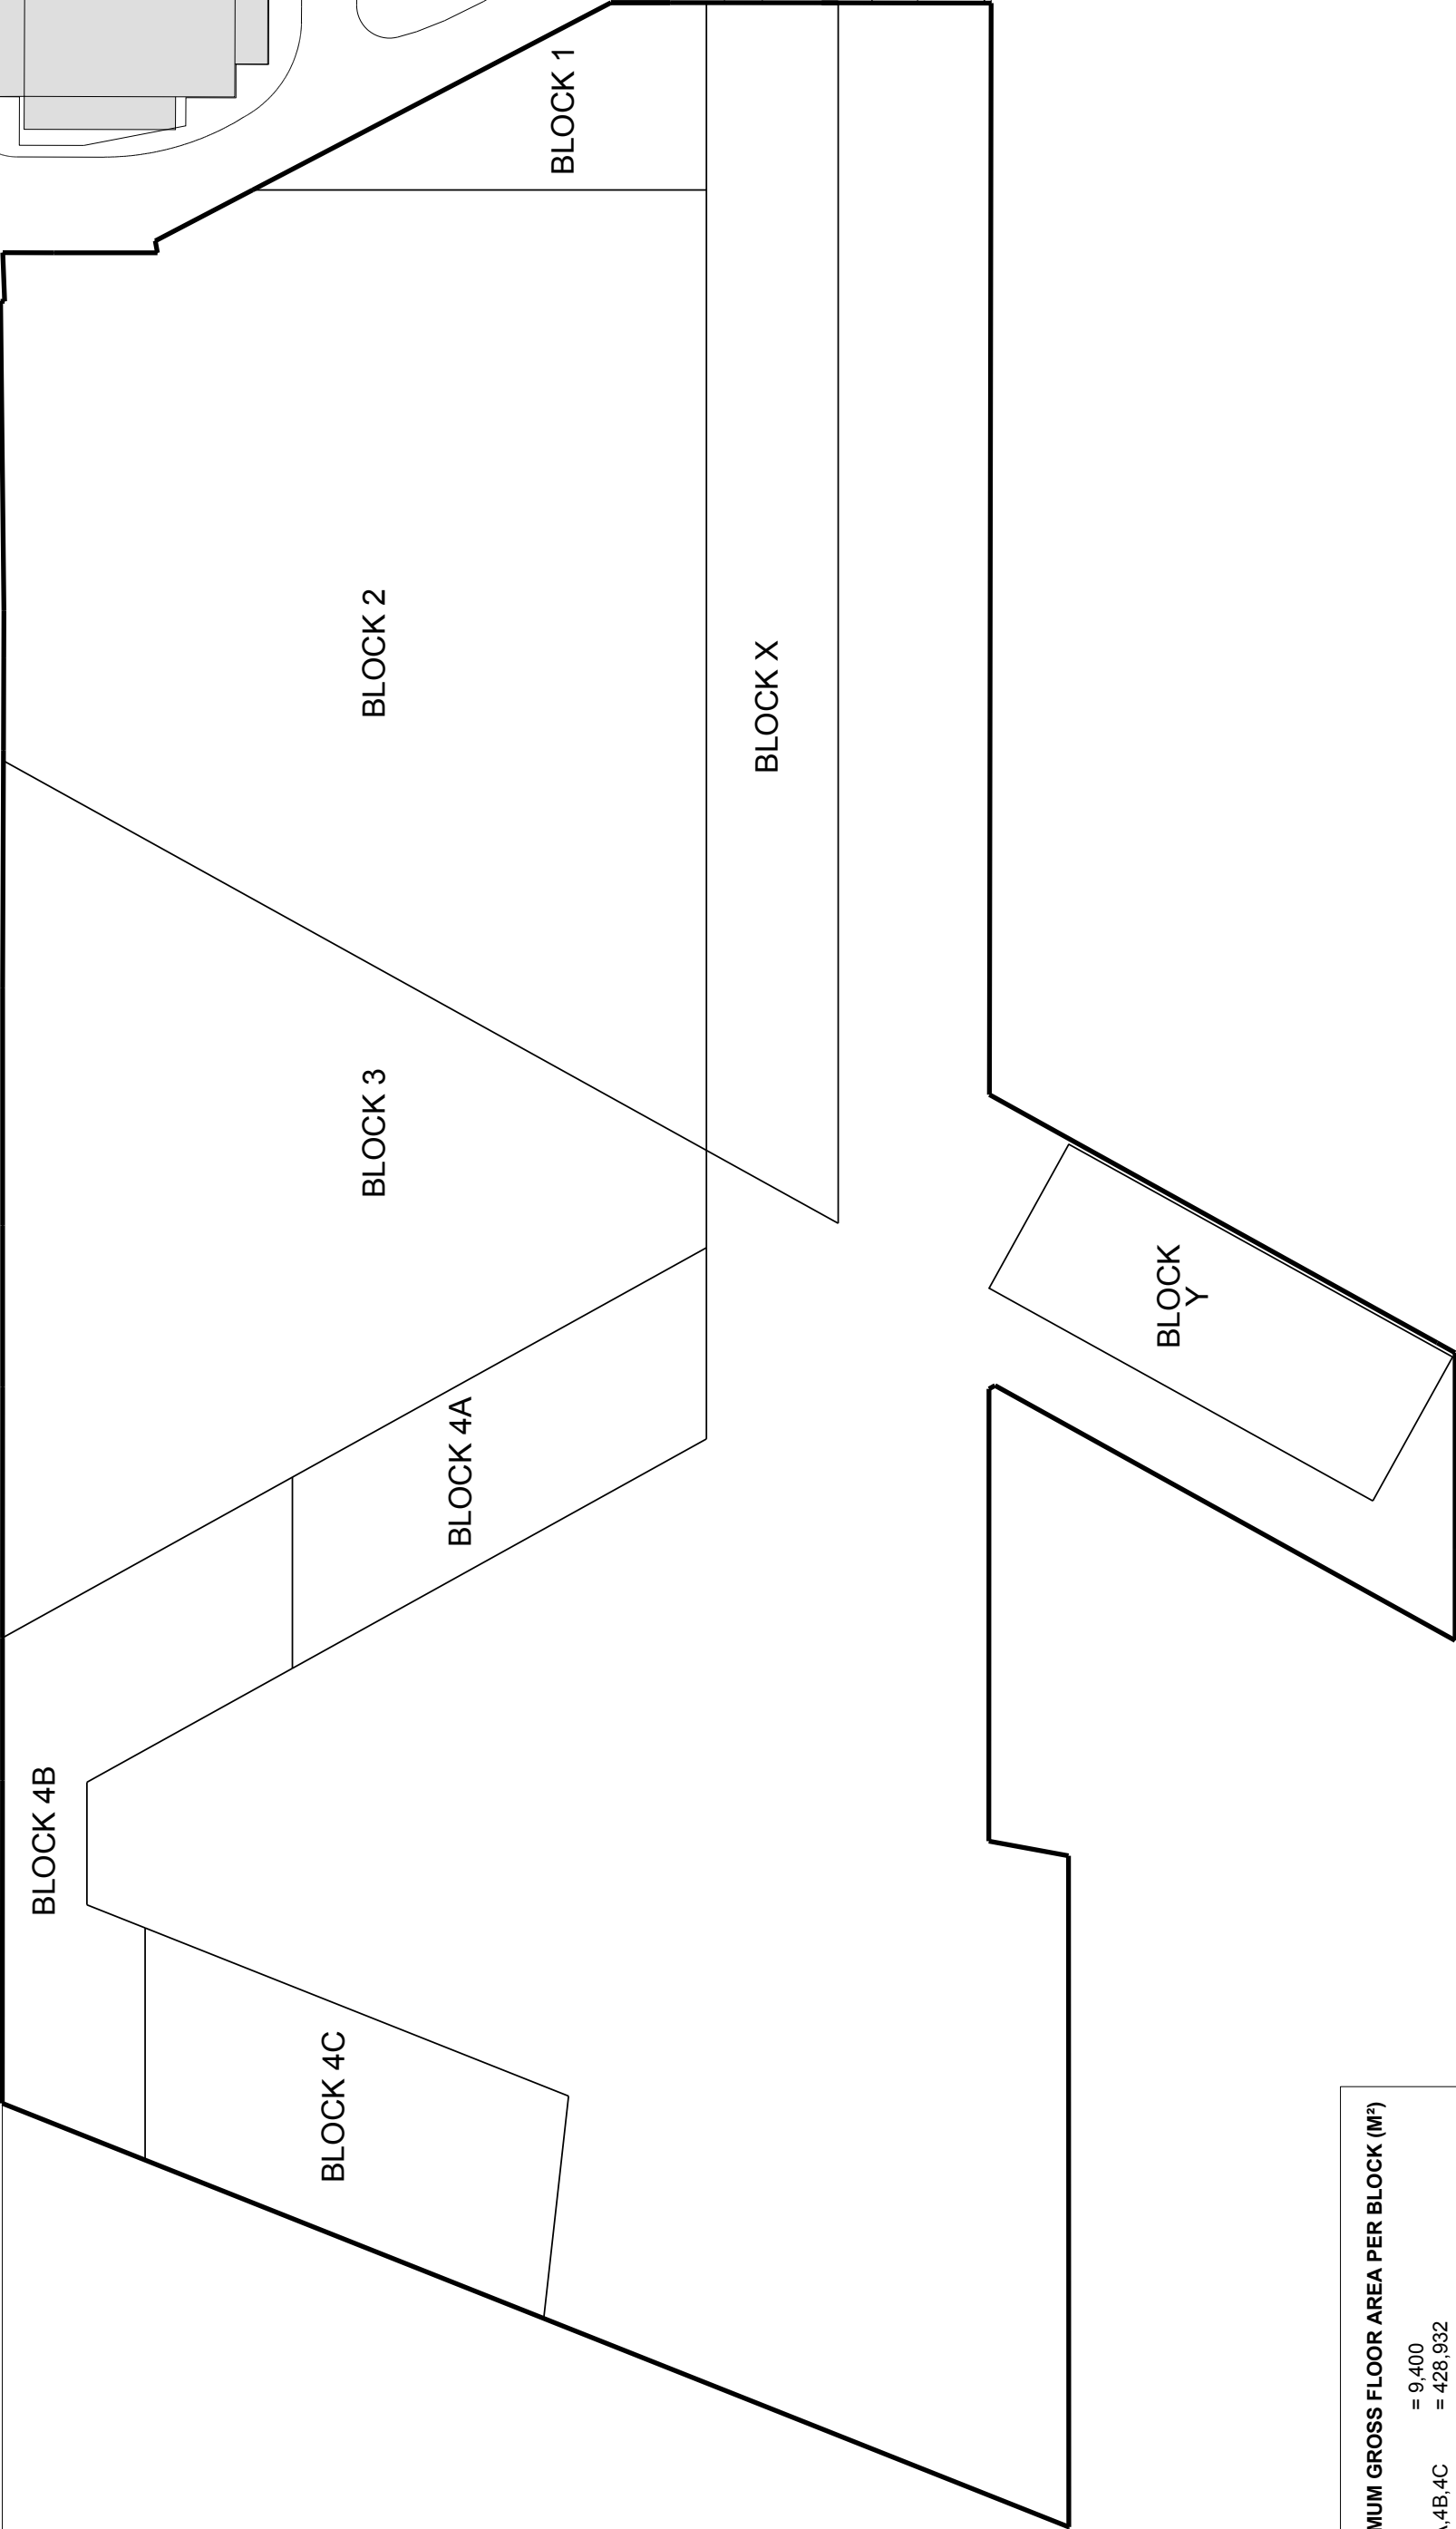 BLOCK 4C
BLOCK 4B
BLOCK 4A
BLOCK 3
BLOCK 2
BLOCK 1
BLOCK X
BLOCK
Y
GROSS FLOOR AREA PER BLOCK (M²)
= 9,400
,4B,4C = 428,932